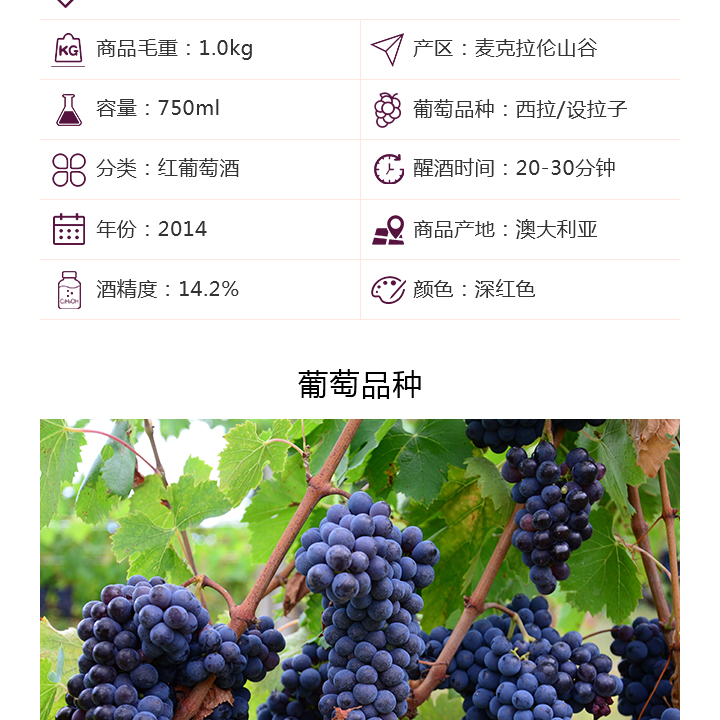 KG 商品毛重：1.0kg
产区：麦克拉伦山谷
容量：750ml
葡萄品种：西拉/设拉子
分类：红葡萄酒
醒酒时间：20-30分钟
年份：2014
商品产地：澳大利亚
C₂H₅OH 酒精度：14.2%
颜色：深红色
葡萄品种